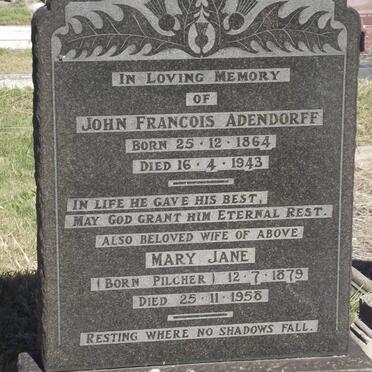 IN LOVING MEMORY
OF
JOHN FRANCOIS ADENDORFF
BORN 25-12-1864
DIED 16-4-1943
IN LIFE HE GAVE HIS BEST,
MAY GOD GRANT HIM ETERNAL REST.
ALSO BELOVED WIFE OF ABOVE
MARY JANE
(BORN PILCHER) 12-7-1879
DIED 25-11-1958
RESTING WHERE NO SHADOWS FALL.